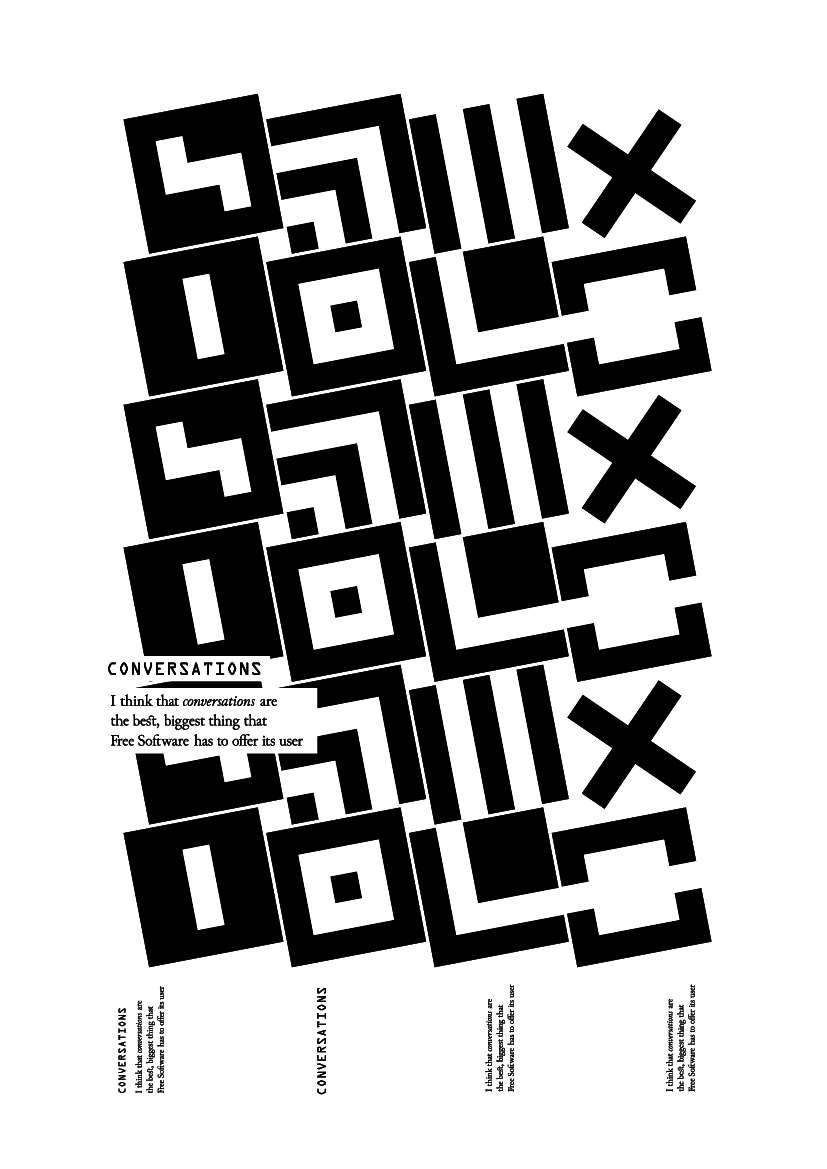 CONVERSATIONS
I think that conversations are
the best, biggest thing that
Free Software has to offer its user
CONVERSATIONS
I think that conversations are
the best, biggest thing that
Free Software has to offer its user
CONVERSATIONS
I think that conversations are
the best, biggest thing that
Free Software has to offer its user
I think that conversations are
the best, biggest thing that
Free Software has to offer its user